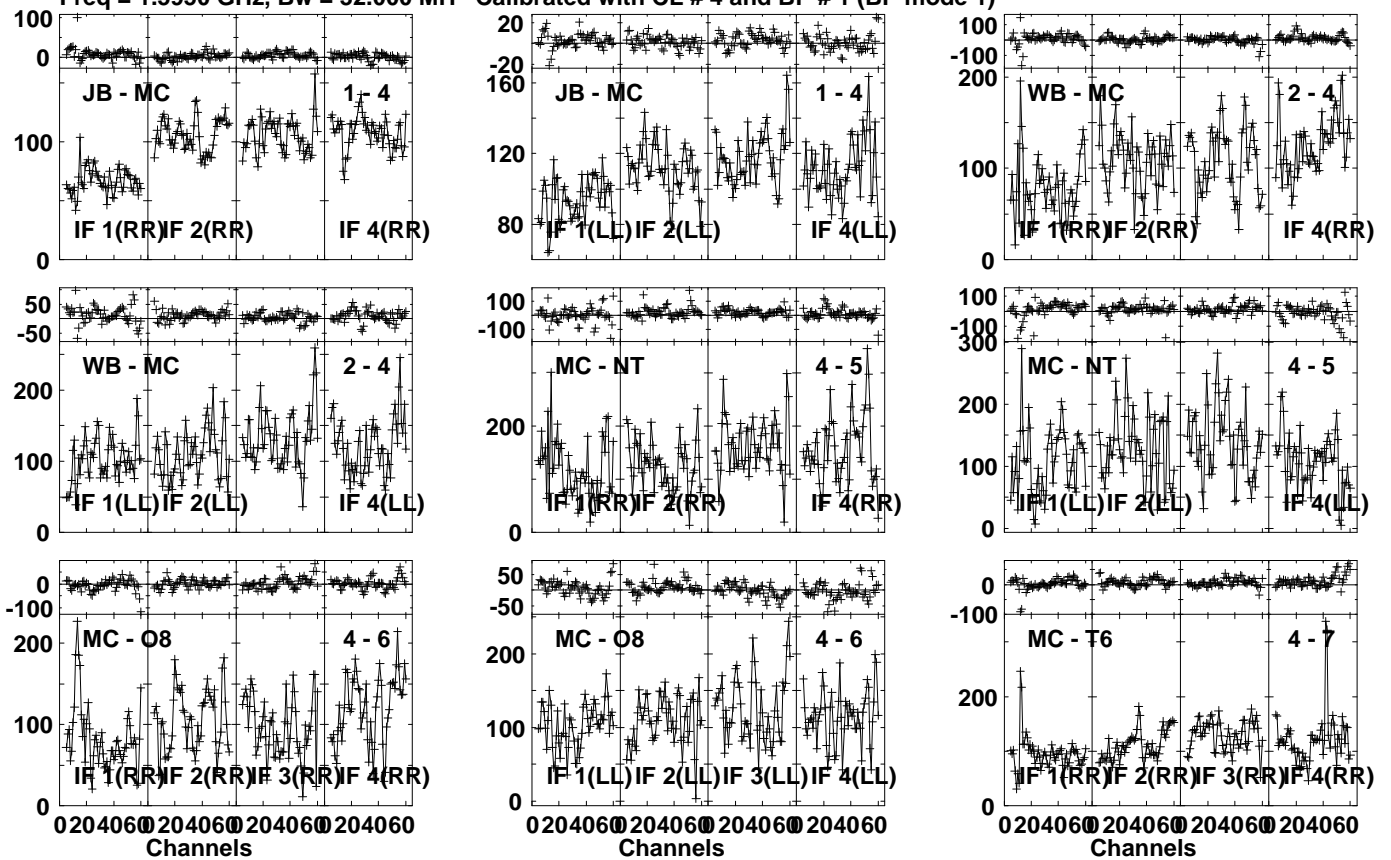 Freq = GHz, Bw = 32.000 MH Calibrated with CL # 4 and BP # 1 (BP mode 1)
100
0
JB - MC
1 - 4
100
0
IF 1(RR) IF 2(RR) IF 4(RR)
20
-20
JB - MC
1 - 4
160
120
80
IF 1(LL) IF 2(LL) IF 4(LL)
100
-100
WB - MC
2 - 4
200
100
0
IF 1(RR) IF 2(RR) IF 4(RR)
50
-50
WB - MC
2 - 4
200
100
0
IF 1(LL) IF 2(LL) IF 4(LL)
100
-100
MC - NT
4 - 5
200
0
IF 1(RR) IF 2(RR) IF 4(RR)
100
-100
300
MC - NT
4 - 5
200
100
0
IF 1(LL) IF 2(LL) IF 4(LL)
0
-100
MC - O8
4 - 6
200
100
0
IF 1(RR) IF 2(RR) IF 3(RR) IF 4(RR)
0 20 40 60 0 20 40 60 0 20 40 60 0 20 40 60
Channels
50
-50
MC - O8
4 - 6
200
100
0
IF 1(LL) IF 2(LL) IF 3(LL) IF 4(LL)
0 20 40 60 0 20 40 60 0 20 40 60 0 20 40 60
Channels
0
-100
MC - T6
4 - 7
200
0
IF 1(RR) IF 2(RR) IF 3(RR) IF 4(RR)
0 20 40 60 0 20 40 60 0 20 40 60 0 20 40 60
Channels